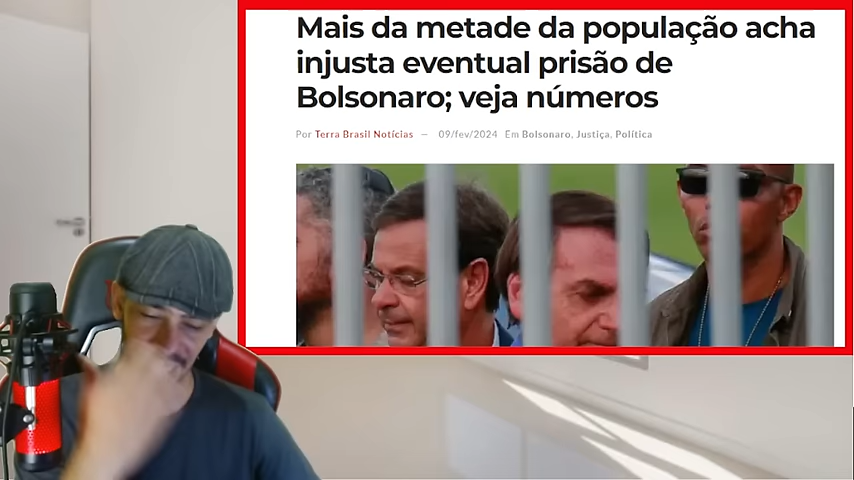 Mais da metade da população acha
injusta eventual prisão de
Bolsonaro; veja números
Por Terra Brasil Notícias — 09/fev/2024 Em Bolsonaro, Justiça, Política